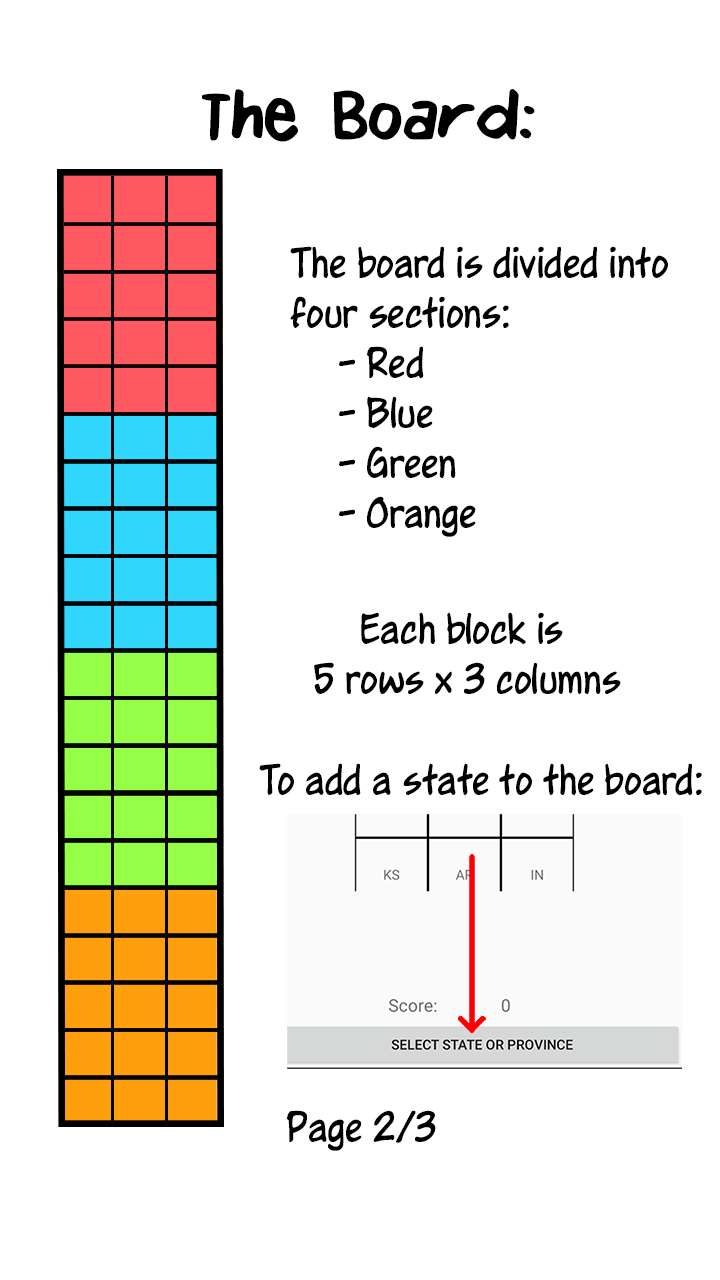 The Board:
The board is divided into
four sections:
- Red
- Blue
- Green
- Orange
Each block is
5 rows x 3 columns
To add a state to the board:
KS IN
Score: 0
SELECT STATE OR PROVINCE
Page 2/3